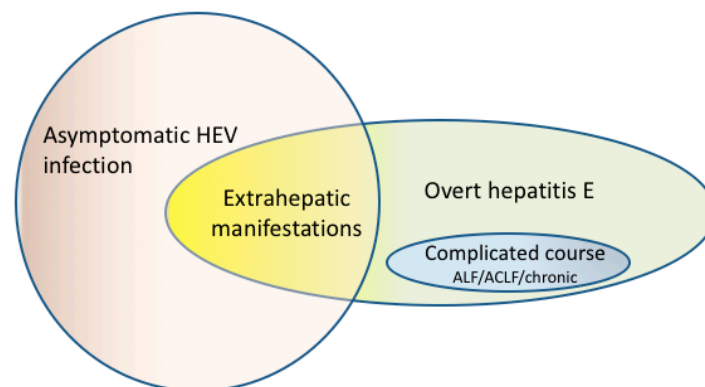 Asymptomatic HEV
infection
Extrahepatic
manifestations
Overt hepatitis E
Complicated course
ALF/ACLF/chronic